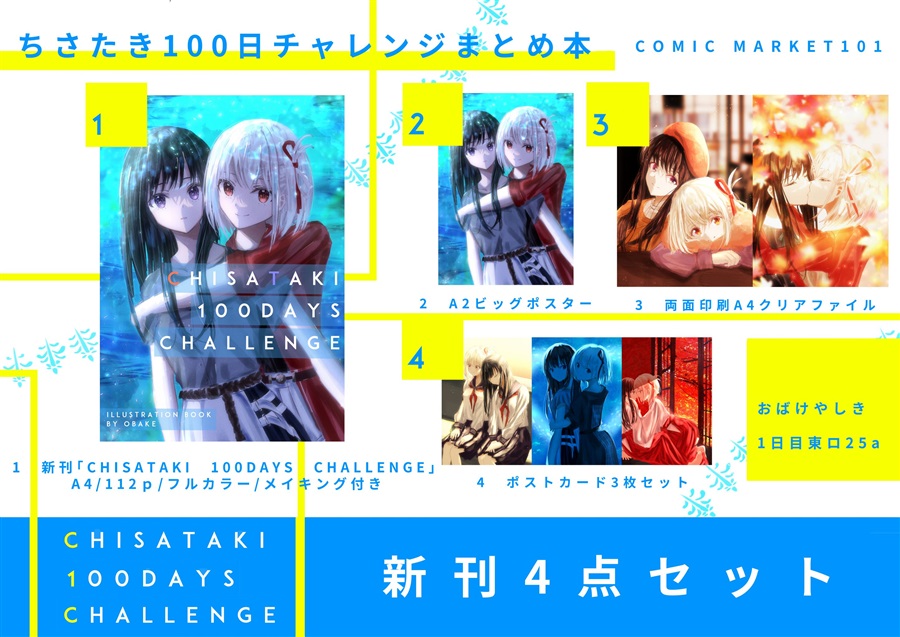 ちさたき100日チャレンジまとめ本
COMIC MARKET101
1
CHISATAKI
100DAYS
CHALLENGE
ILLUSTRATION BOOK
BY OBAKE
1 新刊「CHISATAKI 100DAYS CHALLENGE」
A4/112p/フルカラー/メイキング付き
2
2 A2ビッグポスター
3
3 両面印刷A4クリアファイル
4
4 ポストカード3枚セット
おばけやしき
1日目東ロ25a
CHISATAKI
100DAYS
CHALLENGE
新刊4点セット